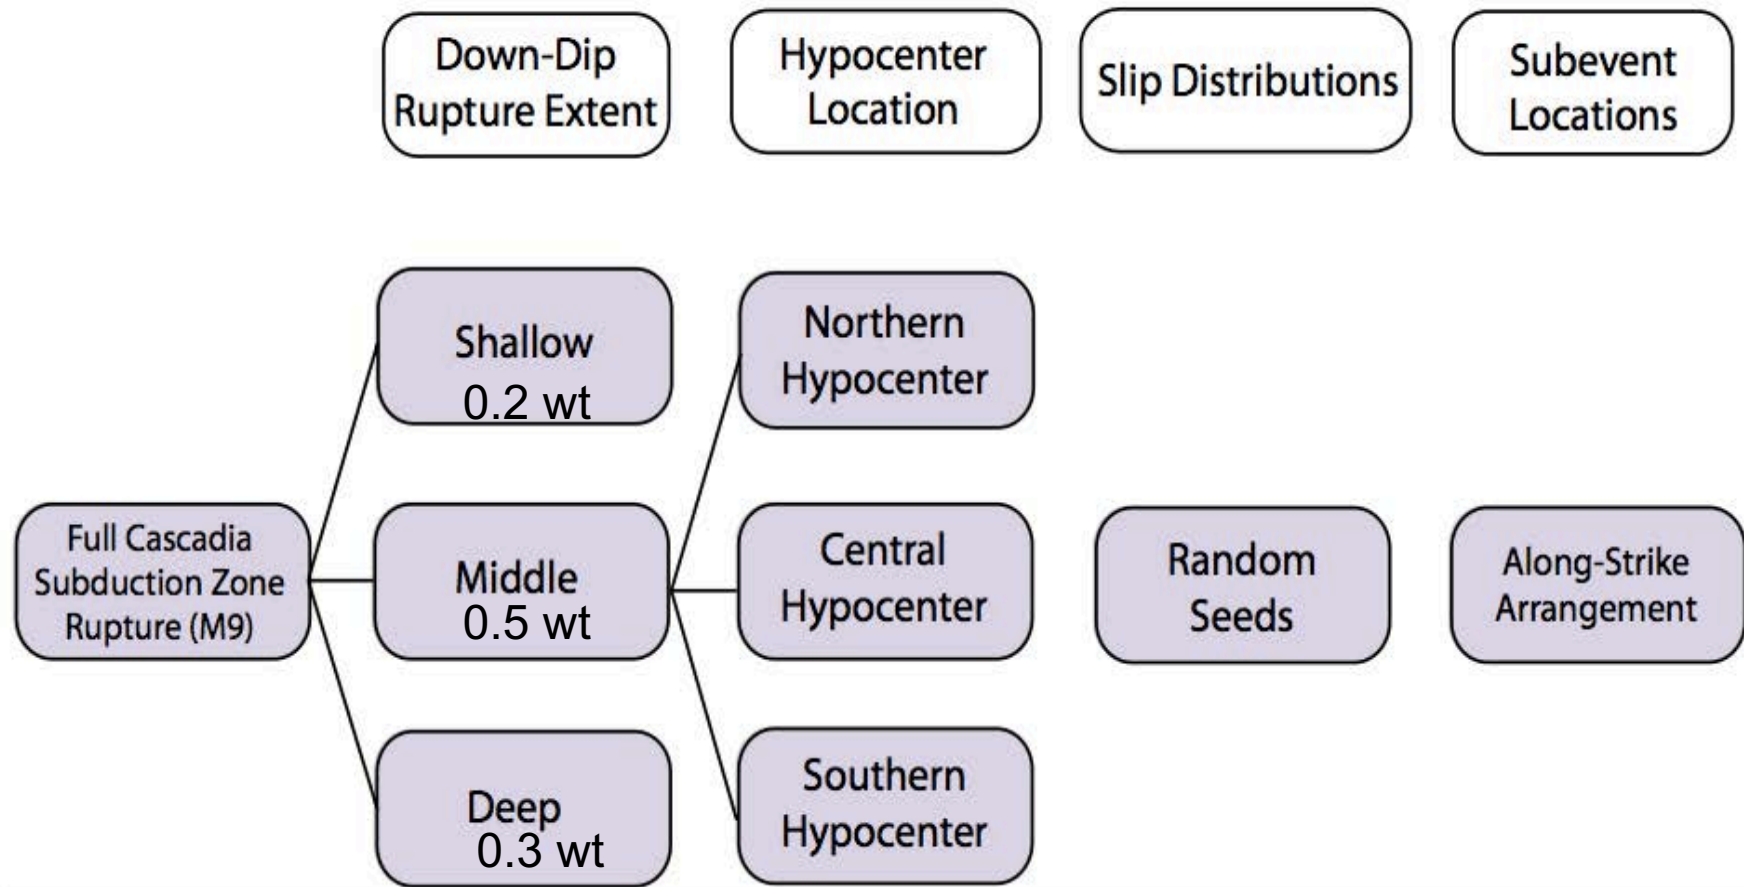 Down-Dip
Rupture Extent
Hypocenter
Location
Slip Distributions
Subevent
Locations
Full Cascadia
Subduction Zone
Rupture (M9)
Shallow
0.2 wt
Middle
0.5 wt
Deep
0.3 wt
Northern
Hypocenter
Central
Hypocenter
Southern
Hypocenter
Random
Seeds
Along-Strike
Arrangement